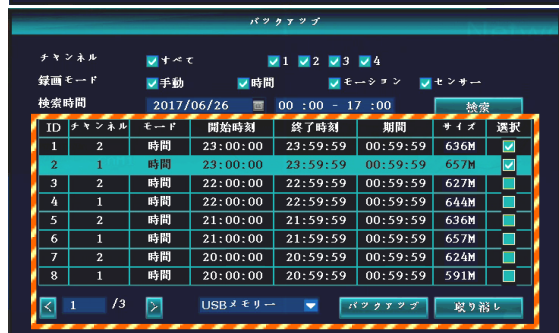 バックアップ
チャンネル すべて 1 2 3 4
録画モード 手動 時間 モーション センサー
検索時間 2017/06/26 00 :00 - 17 :00 検索
ID チャンネル モード 開始時刻 終了時刻 期間 サイズ 選択
1 2 時間 23:00:00 23:59:59 00:59:59 636M
2 1 時間 23:00:00 23:59:59 00:59:59 657M
3 2 時間 22:00:00 22:59:59 00:59:59 627M
4 1 時間 22:00:00 22:59:59 00:59:59 644M
5 2 時間 21:00:00 21:59:59 00:59:59 636M
6 1 時間 21:00:00 21:59:59 00:59:59 657M
7 2 時間 20:00:00 20:59:59 00:59:59 624M
8 1 時間 20:00:00 20:59:59 00:59:59 591M
< 1 /3 > USBメモリー バックアップ 取り消し